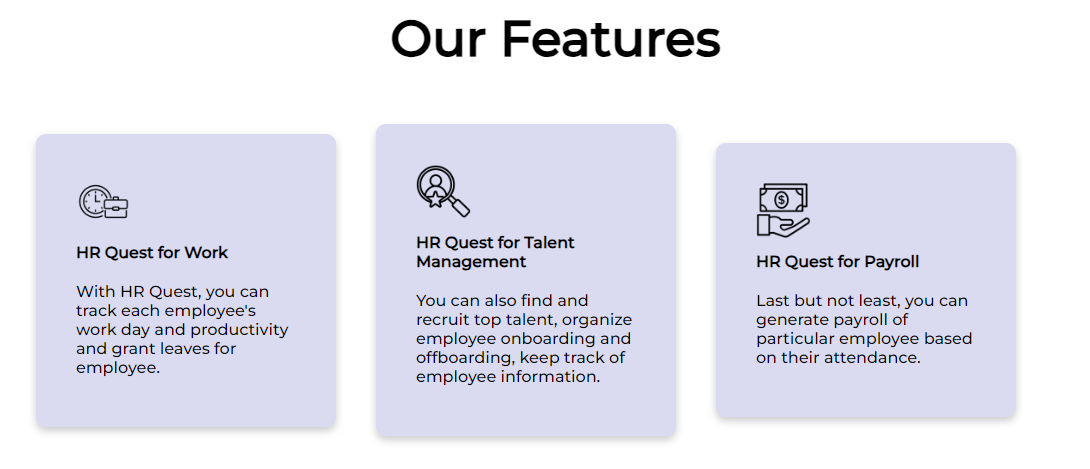 Our Features
HR Quest for Work
With HR Quest, you can
track each employee's
work day and productivity
and grant leaves for
employee.
HR Quest for Talent
Management
You can also find and
recruit top talent, organize
employee onboarding and
offboarding, keep track of
employee information.
HR Quest for Payroll
Last but not least, you can
generate payroll of
particular employee based
on their attendance.